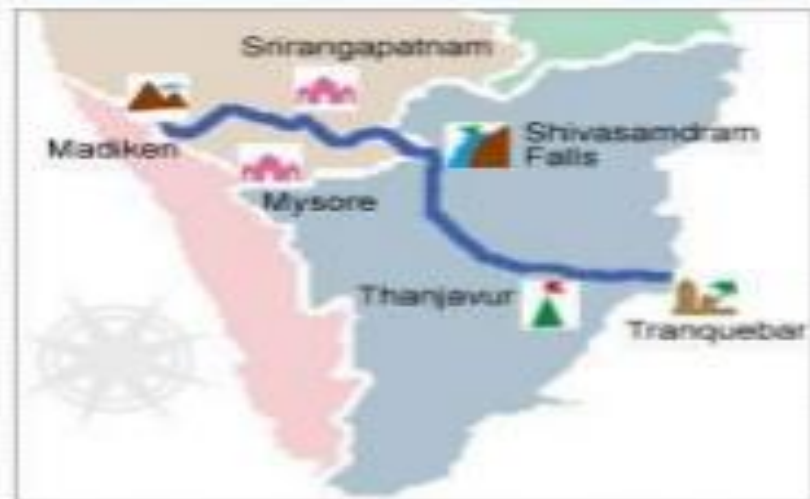 Srirangapatnam
Madiken
Shivasamdram
Falls
Mysore
Thanjavur
Tranquebar